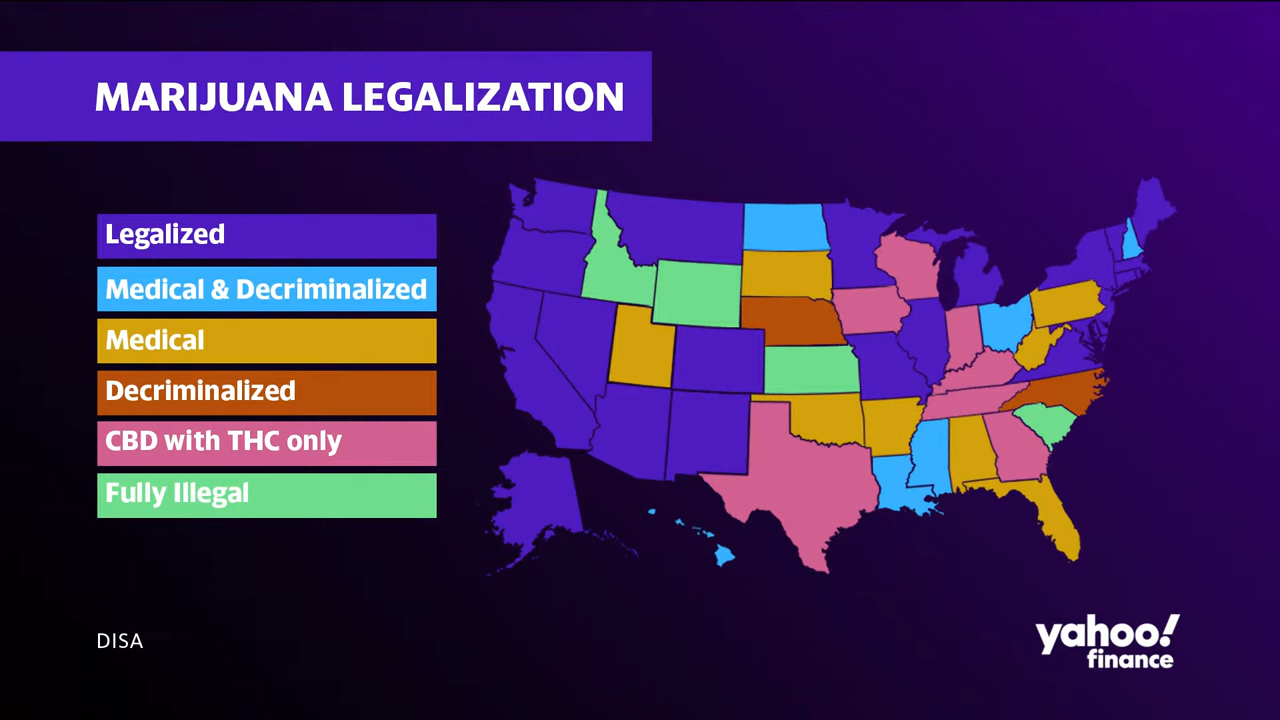 MARIJUANA LEGALIZATION
Legalized
Medical & Decriminalized
Medical
Decriminalized
CBD with THC only
Fully Illegal
DISA
yahoo!
finance